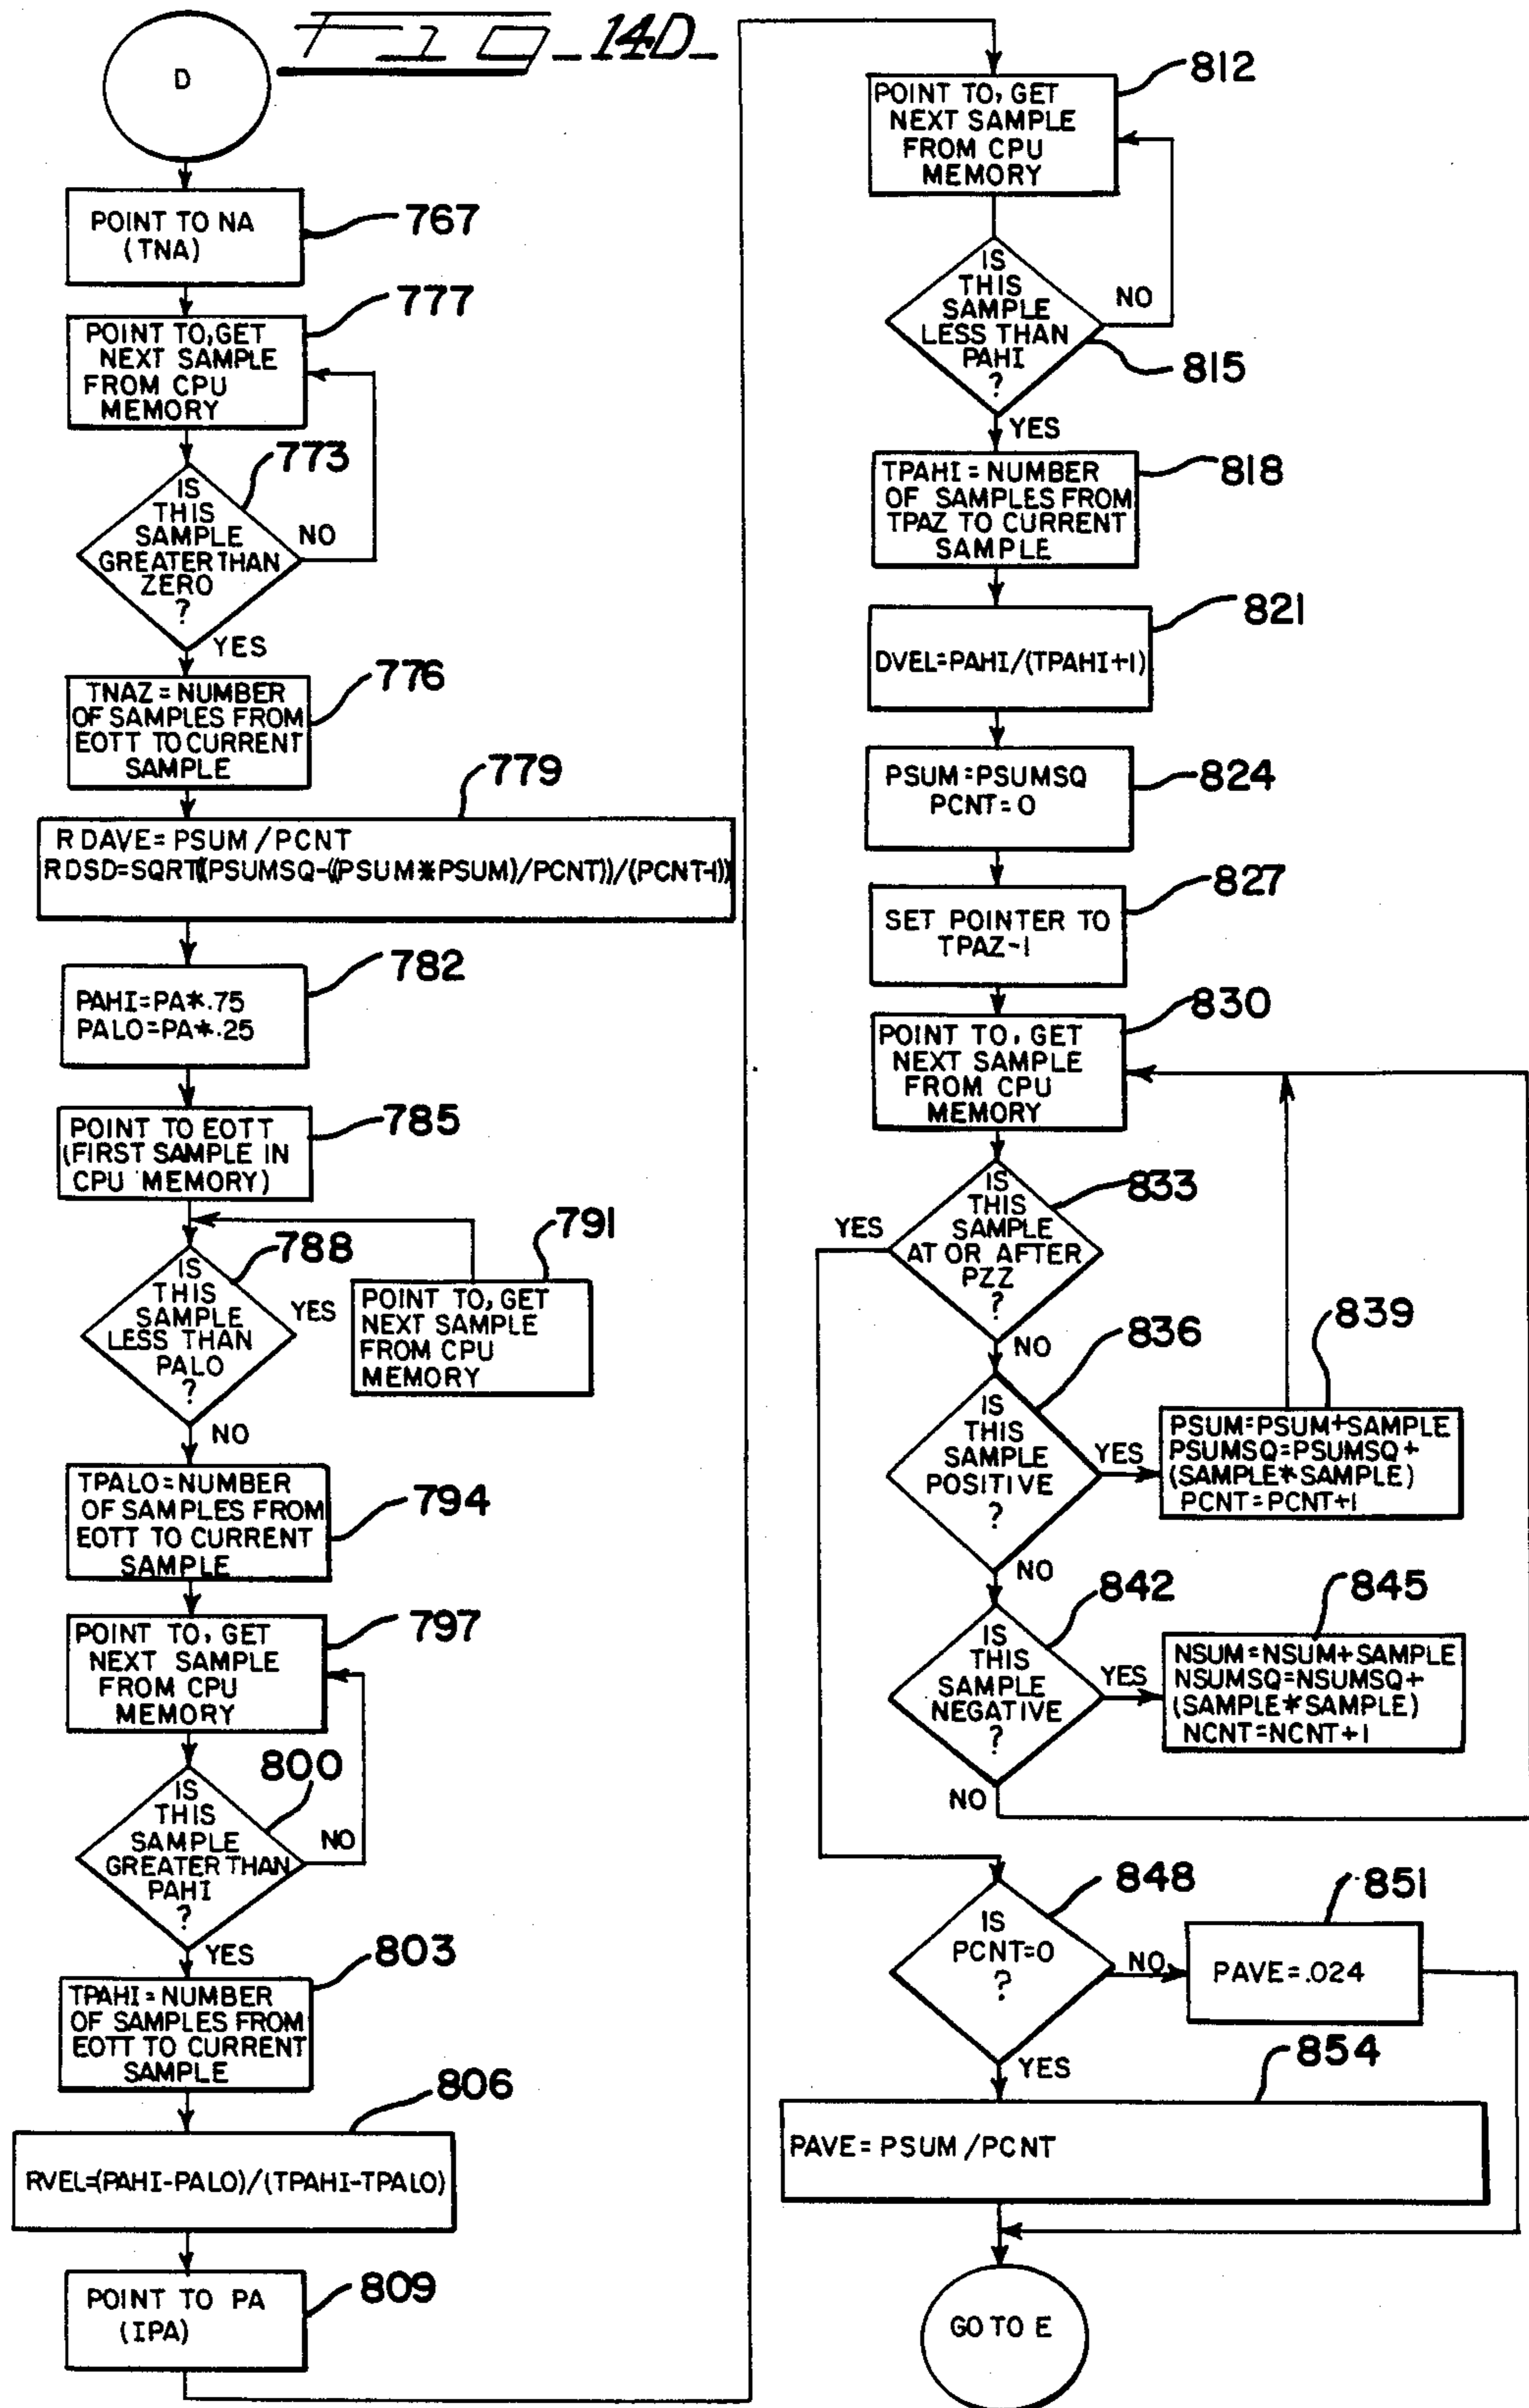 FIG_14D_
D
POINT TO NA
(TNA)
767
777
POINT TO, GET
NEXT SAMPLE
FROM CPU
MEMORY
773
IS
THIS
SAMPLE
GREATER THAN
ZERO
?
NO
YES
776
TNAZ=NUMBER
OF SAMPLES FROM
EOTT TO CURRENT
SAMPLE
779
RDAVE=PSUM/PCNT
RDSD=SQRT((PSUMSQ-((PSUM*PSUM)/PCNT))/(PCNT-1))
782
PAHI=PA*.75
PALO=PA*.25
785
POINT TO EOTT
(FIRST SAMPLE IN
CPU MEMORY)
788
IS
THIS
SAMPLE
LESS THAN
PALO
?
YES
791
POINT TO, GET
NEXT SAMPLE
FROM CPU
MEMORY
NO
TPALO=NUMBER
OF SAMPLES FROM
EOTT TO CURRENT
SAMPLE
794
797
POINT TO, GET
NEXT SAMPLE
FROM CPU
MEMORY
800
IS
THIS
SAMPLE
GREATER THAN
PAHI
?
NO
YES
803
TPAHI=NUMBER
OF SAMPLES FROM
EOTT TO CURRENT
SAMPLE
806
RVEL=(PAHI-PALO)/(TPAHI-TPALO)
809
POINT TO PA
(IPA)
812
POINT TO, GET
NEXT SAMPLE
FROM CPU
MEMORY
IS
THIS
SAMPLE
LESS THAN
PAHI
?
NO
815
YES
818
TPAHI=NUMBER
OF SAMPLES FROM
TPAZ TO CURRENT
SAMPLE
821
DVEL=PAHI/(TPAHI+1)
PSUM=PSUMSQ
PCNT=0
824
827
SET POINTER TO
TPAZ-1
830
POINT TO, GET
NEXT SAMPLE
FROM CPU
MEMORY
833
IS
THIS
SAMPLE
AT OR AFTER
PZZ
?
YES
NO
836
IS
THIS
SAMPLE
POSITIVE
?
YES
839
PSUM=PSUM+SAMPLE
PSUMSQ=PSUMSQ+
(SAMPLE*SAMPLE)
PCNT=PCNT+1
NO
842
IS
THIS
SAMPLE
NEGATIVE
?
YES
845
NSUM=NSUM+SAMPLE
NSUMSQ=NSUMSQ+
(SAMPLE*SAMPLE)
NCNT=NCNT+1
NO
848
IS
PCNT=0
?
NO
851
PAVE=.024
YES
854
PAVE=PSUM/PCNT
GO TO E